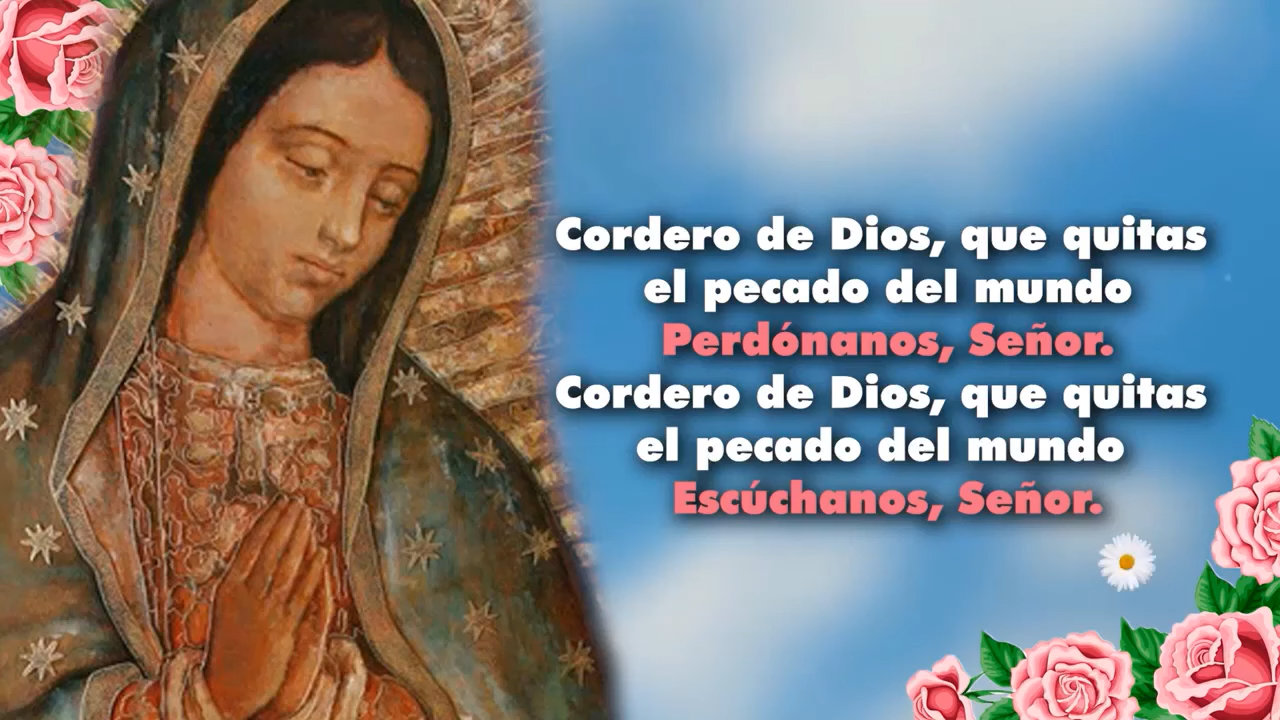 Cordero de Dios, que quitas
el pecado del mundo
Perdónanos, Señor.
Cordero de Dios, que quitas
el pecado del mundo
Escúchanos, Señor.